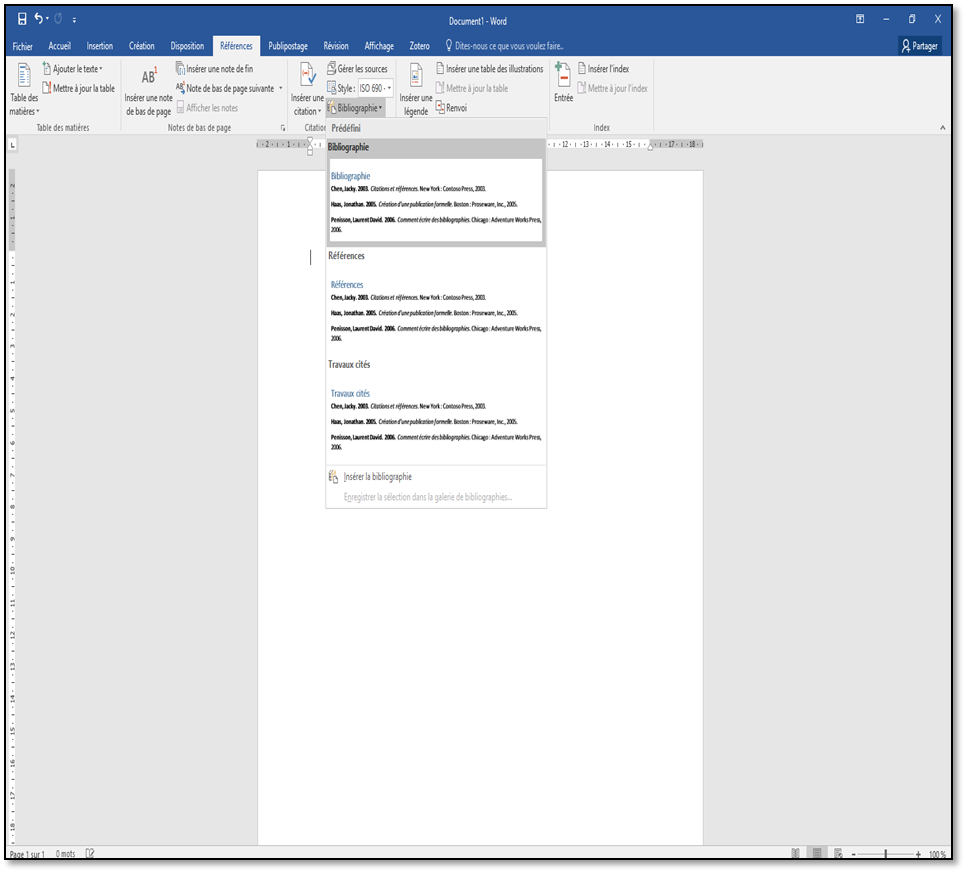 Document1 - Word
Fichier Accueil Insertion Création Disposition Références Publipostage Révision Affichage Zotero Dites-nous ce que vous voulez faire... Partager
Table des matières
Ajouter le texte
Mettre à jour la table
Table des matières
AB1
Insérer une note de bas de page
Insérer une note de fin
Note de bas de page suivante
Afficher les notes
Notes de bas de page
Insérer une citation
Gérer les sources
Style : ISO 690 -
Bibliographie
Citatio
Insérer une légende
Insérer une table des illustrations
Mettre à jour la table
Renvoi
Entrée
Insérer l'index
Mettre à jour l'index
Index
Prédéfini
Bibliographie
Bibliographie
Chen, Jacky. 2003. Citations et références. New York : Contoso Press, 2003.
Haas, Jonathan. 2005. Création d'une publication formelle. Boston : Proseware, Inc., 2005.
Penisson, Laurent David. 2006. Comment écrire des bibliographies. Chicago : Adventure Works Press,
2006.
Références
Références
Chen, Jacky. 2003. Citations et références. New York : Contoso Press, 2003.
Haas, Jonathan. 2005. Création d'une publication formelle. Boston : Proseware, Inc., 2005.
Penisson, Laurent David. 2006. Comment écrire des bibliographies. Chicago : Adventure Works Press,
2006.
Travaux cités
Travaux cités
Chen, Jacky. 2003. Citations et références. New York : Contoso Press, 2003.
Haas, Jonathan. 2005. Création d'une publication formelle. Boston : Proseware, Inc., 2005.
Penisson, Laurent David. 2006. Comment écrire des bibliographies. Chicago : Adventure Works Press,
2006.
Insérer la bibliographie
Enregistrer la sélection dans la galerie de bibliographies...
Page 1 sur 1 0 mots 100 %